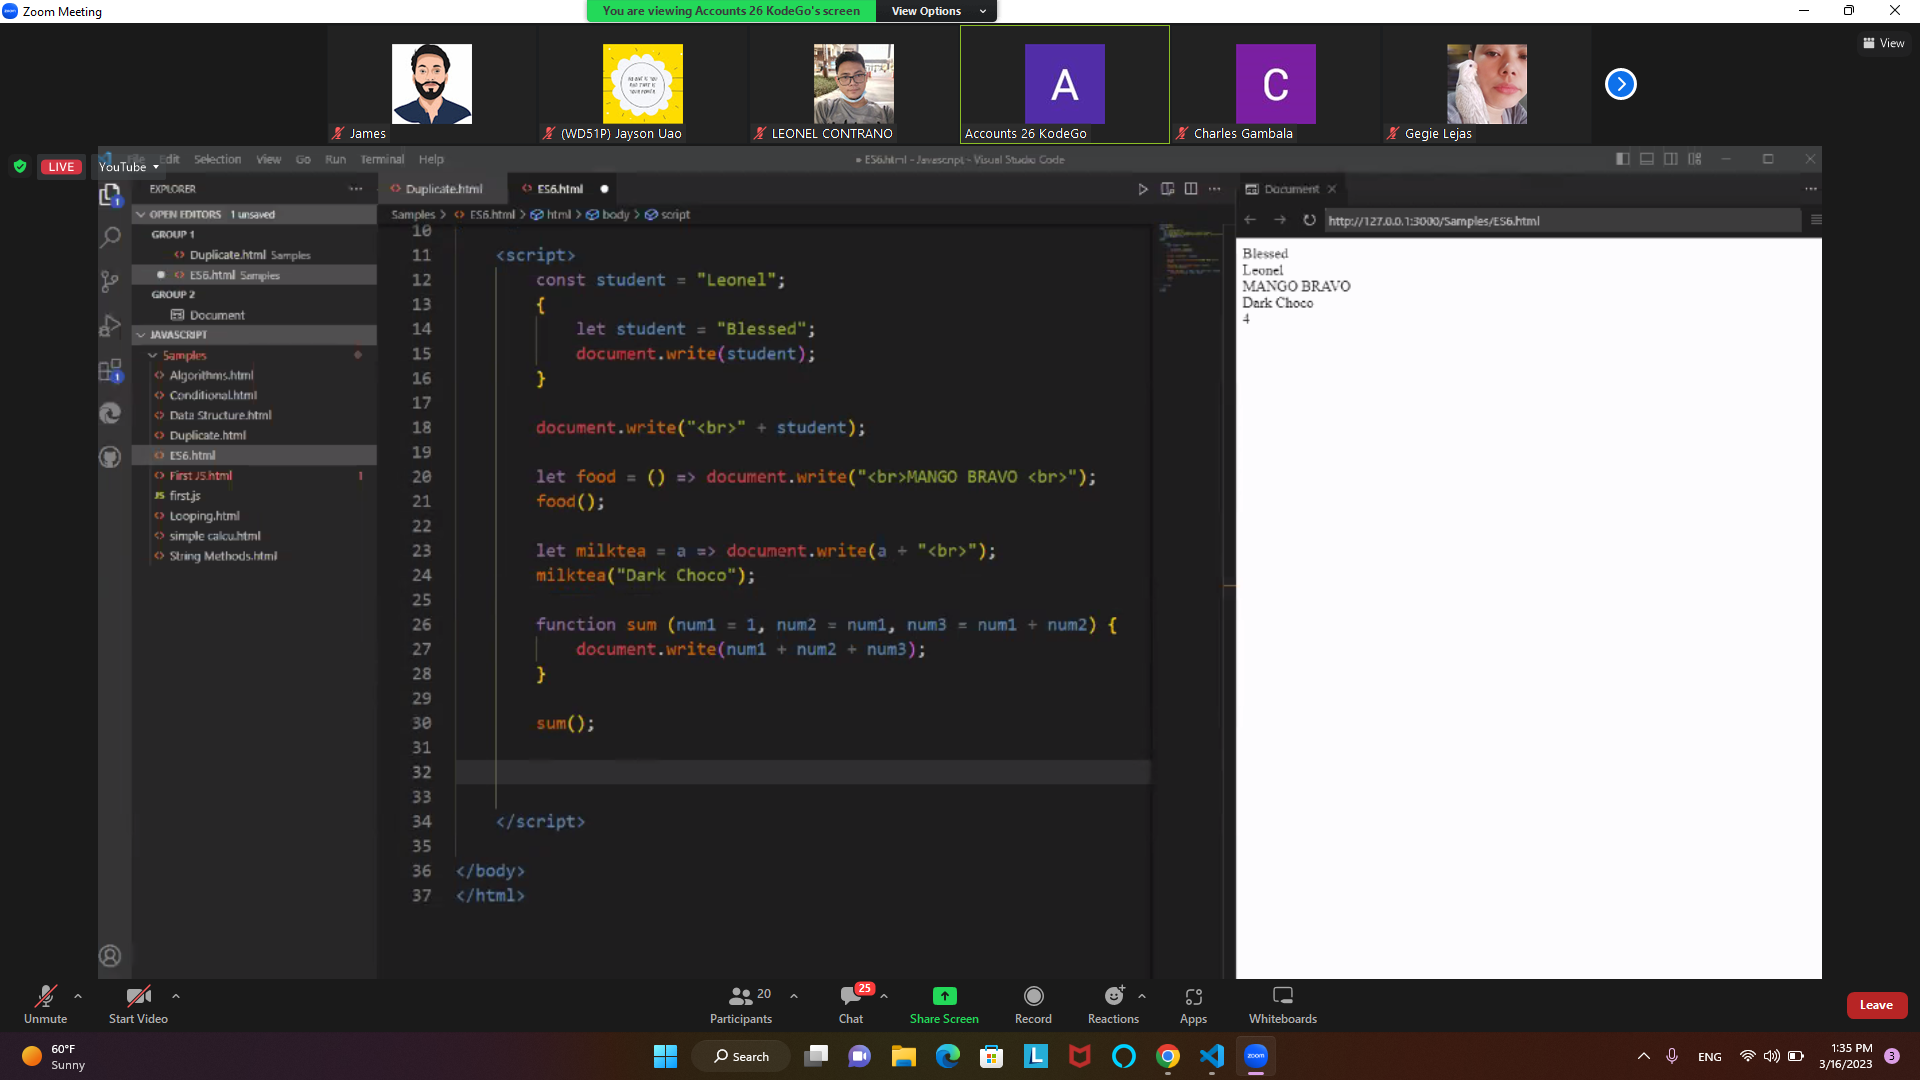 Zoom Meeting
You are viewing Accounts 26 KodeGo's screen
View Options
View
James
(WD51P) Jayson Uao
LEONEL CONTRANO
A
Accounts 26 KodeGo
C
Charles Gambala
Gegie Lejas
LIVE
YouTube
Edit Selection View Go Run Terminal Help
ES6.html - Javascript - Visual Studio Code
EXPLORER
OPEN EDITORS 1 unsaved
GROUP 1
Duplicate.html Samples
ES6.html Samples
GROUP 2
Document
JAVASCRIPT
Samples
Algorithms.html
Conditional.html
Data Structure.html
Duplicate.html
ES6.html
First JS.html 1
JS first.js
Looping.html
simple calcu.html
String Methods.html
Duplicate.html
ES6.html
Samples > ES6.html > html > body > script
10
11 <script>
12 const student = "Leonel";
13 {
14 let student = "Blessed";
15 document.write(student);
16 }
17
18 document.write("<br>" + student);
19
20 let food = () => document.write("<br>MANGO BRAVO <br>");
21 food();
22
23 let milktea = a => document.write(a + "<br>");
24 milktea("Dark Choco");
25
26 function sum (num1 = 1, num2 = num1, num3 = num1 + num2) {
27 document.write(num1 + num2 + num3);
28 }
29
30 sum();
31
32
33
34 </script>
35
36 </body>
37 </html>
Document
http://127.0.0.1:3000/Samples/ES6.html
Blessed
Leonel
MANGO BRAVO
Dark Choco
4
Unmute
Start Video
20
Participants
25
Chat
Share Screen
Record
Reactions
Apps
Whiteboards
Leave
60°F
Sunny
Search
L
zoom
ENG
1:35 PM
3/16/2023
3